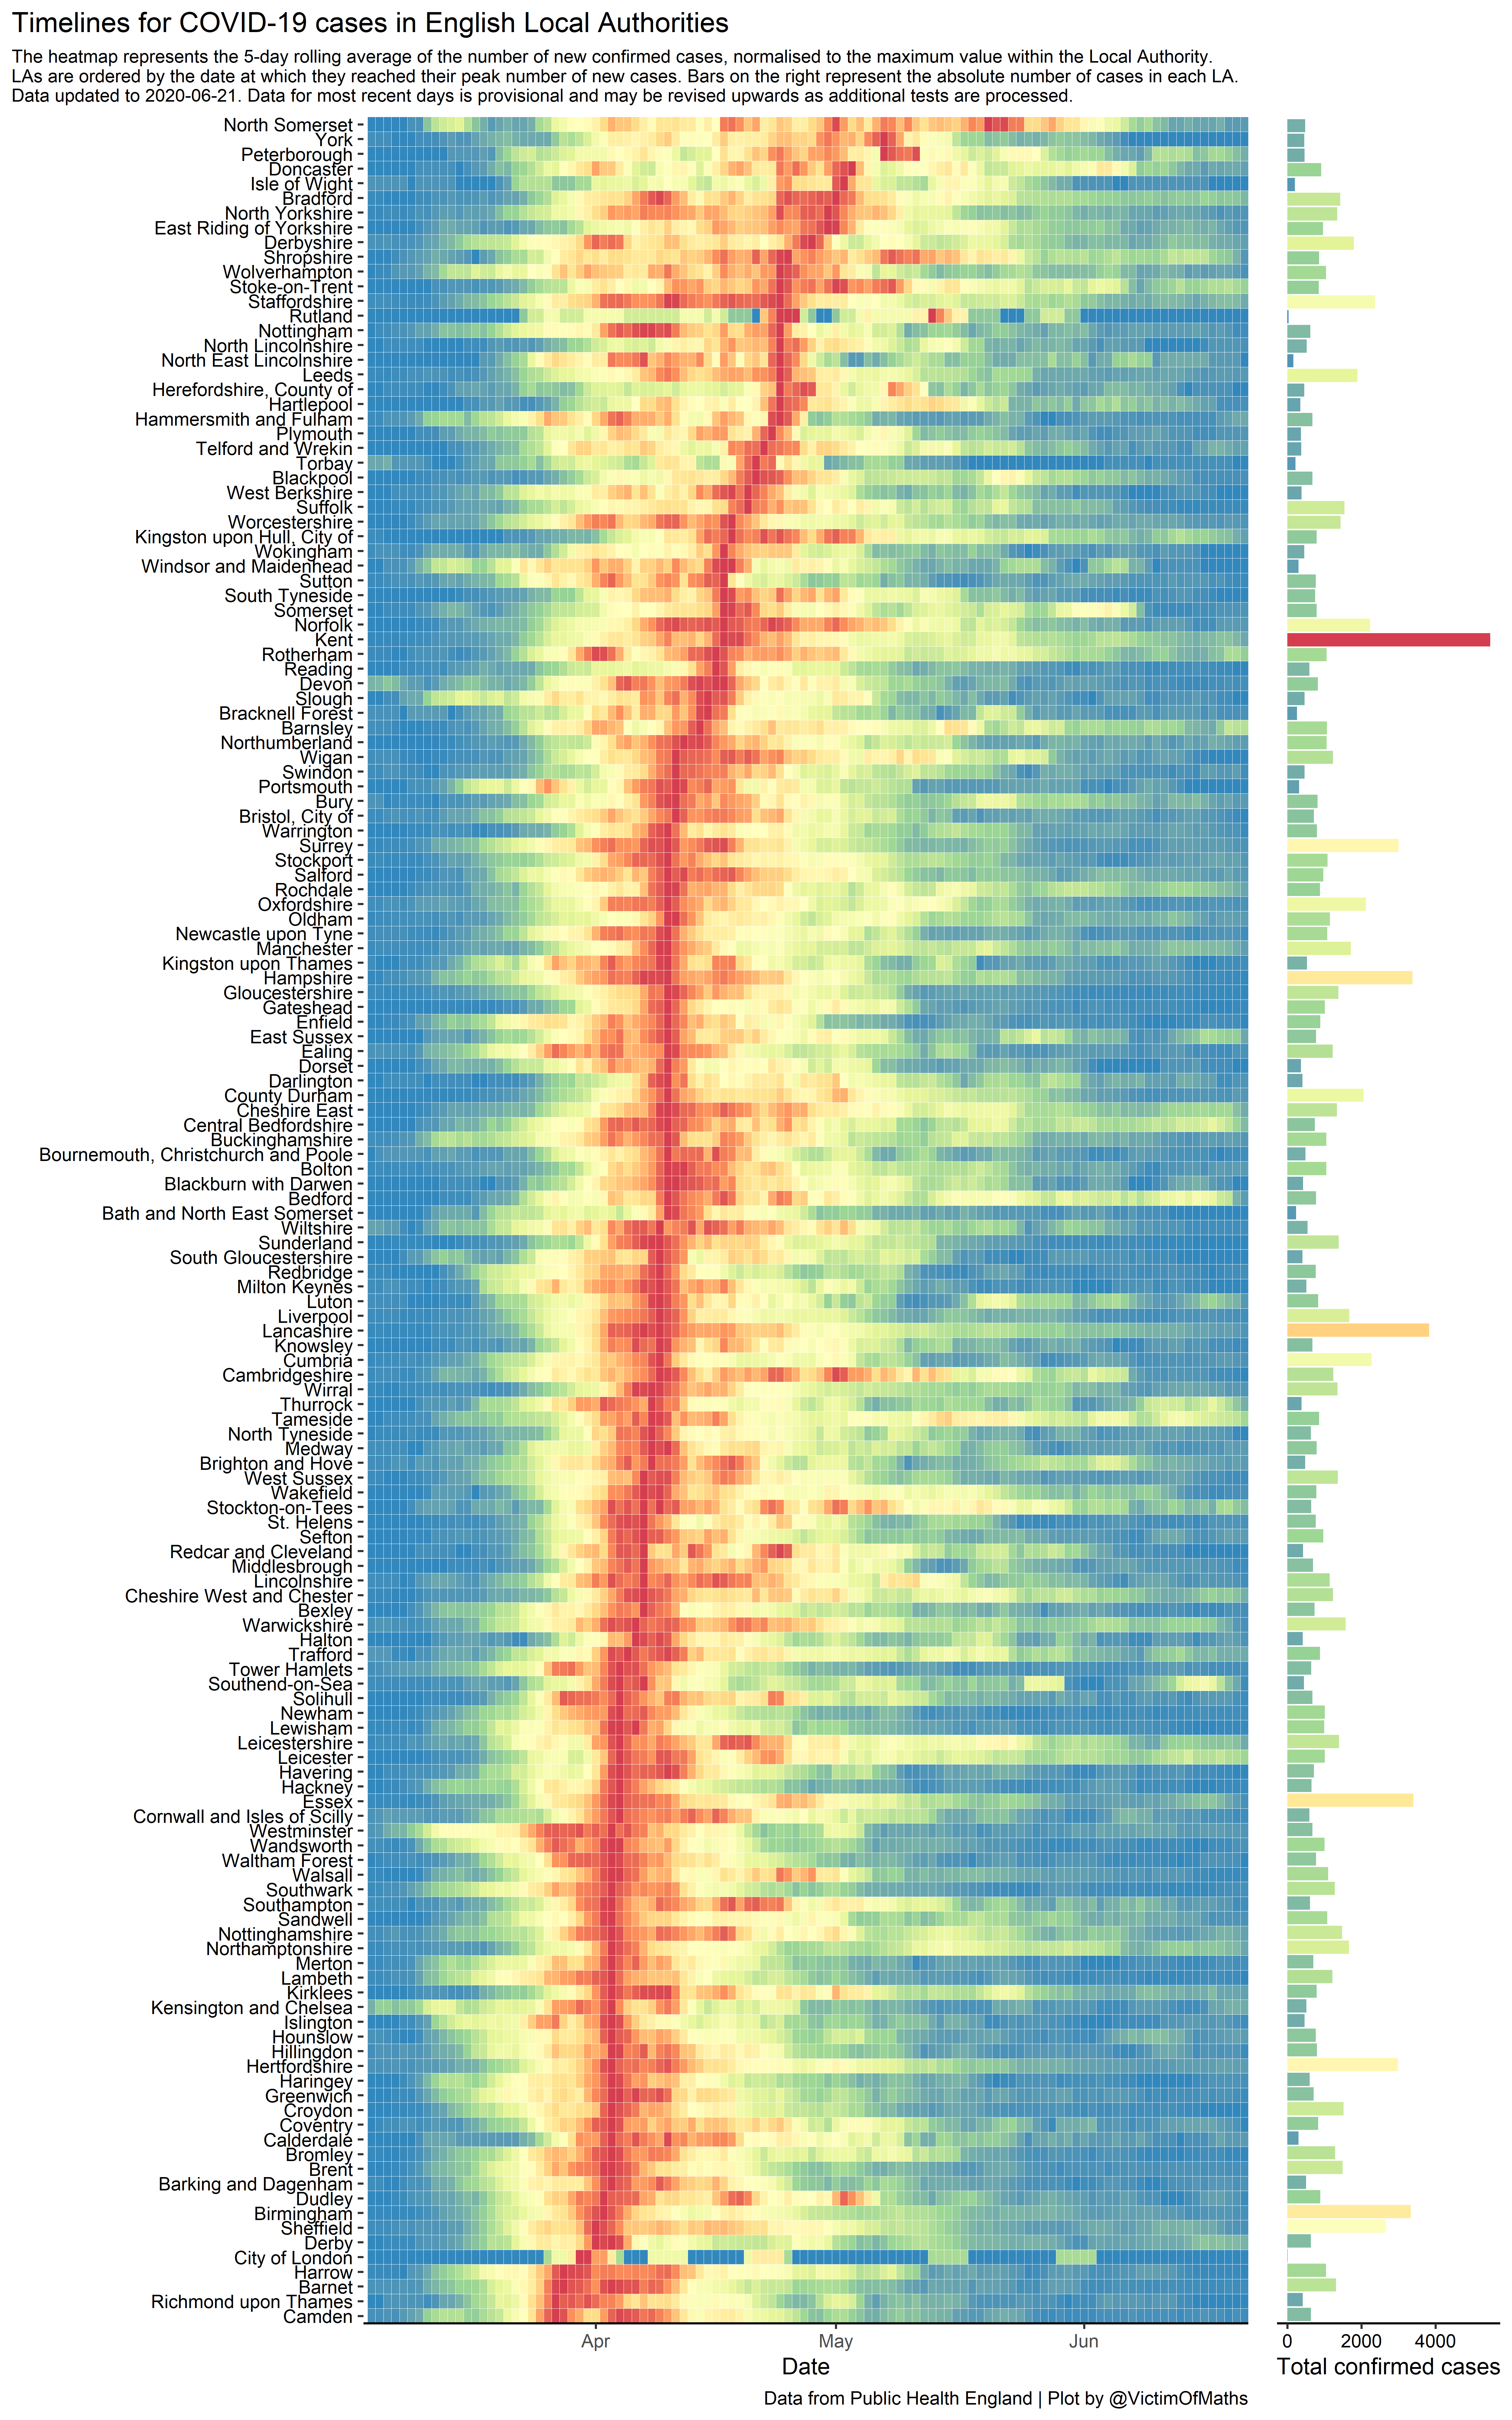 Timelines for COVID-19 cases in English Local Authorities
The heatmap represents the 5-day rolling average of the number of new confirmed cases, normalised to the maximum value within the Local Authority.
LAs are ordered by the date at which they reached their peak number of new cases. Bars on the right represent the absolute number of cases in each LA.
Data updated to 2020-06-21. Data for most recent days is provisional and may be revised upwards as additional tests are processed.
North Somerset
York
Peterborough
Doncaster
Isle of Wight
Bradford
North Yorkshire
East Riding of Yorkshire
Derbyshire
Shropshire
Wolverhampton
Stoke-on-Trent
Staffordshire
Rutland
Nottingham
North Lincolnshire
North East Lincolnshire
Leeds
Herefordshire, County of
Hartlepool
Hammersmith and Fulham
Plymouth
Telford and Wrekin
Torbay
Blackpool
West Berkshire
Suffolk
Worcestershire
Kingston upon Hull, City of
Wokingham
Windsor and Maidenhead
Sutton
South Tyneside
Somerset
Norfolk
Kent
Rotherham
Reading
Devon
Slough
Bracknell Forest
Barnsley
Northumberland
Wigan
Swindon
Portsmouth
Bury
Bristol, City of
Warrington
Surrey
Stockport
Salford
Rochdale
Oxfordshire
Oldham
Newcastle upon Tyne
Manchester
Kingston upon Thames
Hampshire
Gloucestershire
Gateshead
Enfield
East Sussex
Ealing
Dorset
Darlington
County Durham
Cheshire East
Central Bedfordshire
Buckinghamshire
Bournemouth, Christchurch and Poole
Bolton
Blackburn with Darwen
Bedford
Bath and North East Somerset
Wiltshire
Sunderland
South Gloucestershire
Redbridge
Milton Keynes
Luton
Liverpool
Lancashire
Knowsley
Cumbria
Cambridgeshire
Wirral
Thurrock
Tameside
North Tyneside
Medway
Brighton and Hove
West Sussex
Wakefield
Stockton-on-Tees
St. Helens
Sefton
Redcar and Cleveland
Middlesbrough
Lincolnshire
Cheshire West and Chester
Bexley
Warwickshire
Halton
Trafford
Tower Hamlets
Southend-on-Sea
Solihull
Newham
Lewisham
Leicestershire
Leicester
Havering
Hackney
Essex
Cornwall and Isles of Scilly
Westminster
Wandsworth
Waltham Forest
Walsall
Southwark
Southampton
Sandwell
Nottinghamshire
Northamptonshire
Merton
Lambeth
Kirklees
Kensington and Chelsea
Islington
Hounslow
Hillingdon
Hertfordshire
Haringey
Greenwich
Croydon
Coventry
Calderdale
Bromley
Brent
Barking and Dagenham
Dudley
Birmingham
Sheffield
Derby
City of London
Harrow
Barnet
Richmond upon Thames
Camden
Apr May Jun
Date
0 2000 4000
Total confirmed cases
Data from Public Health England | Plot by @VictimOfMaths